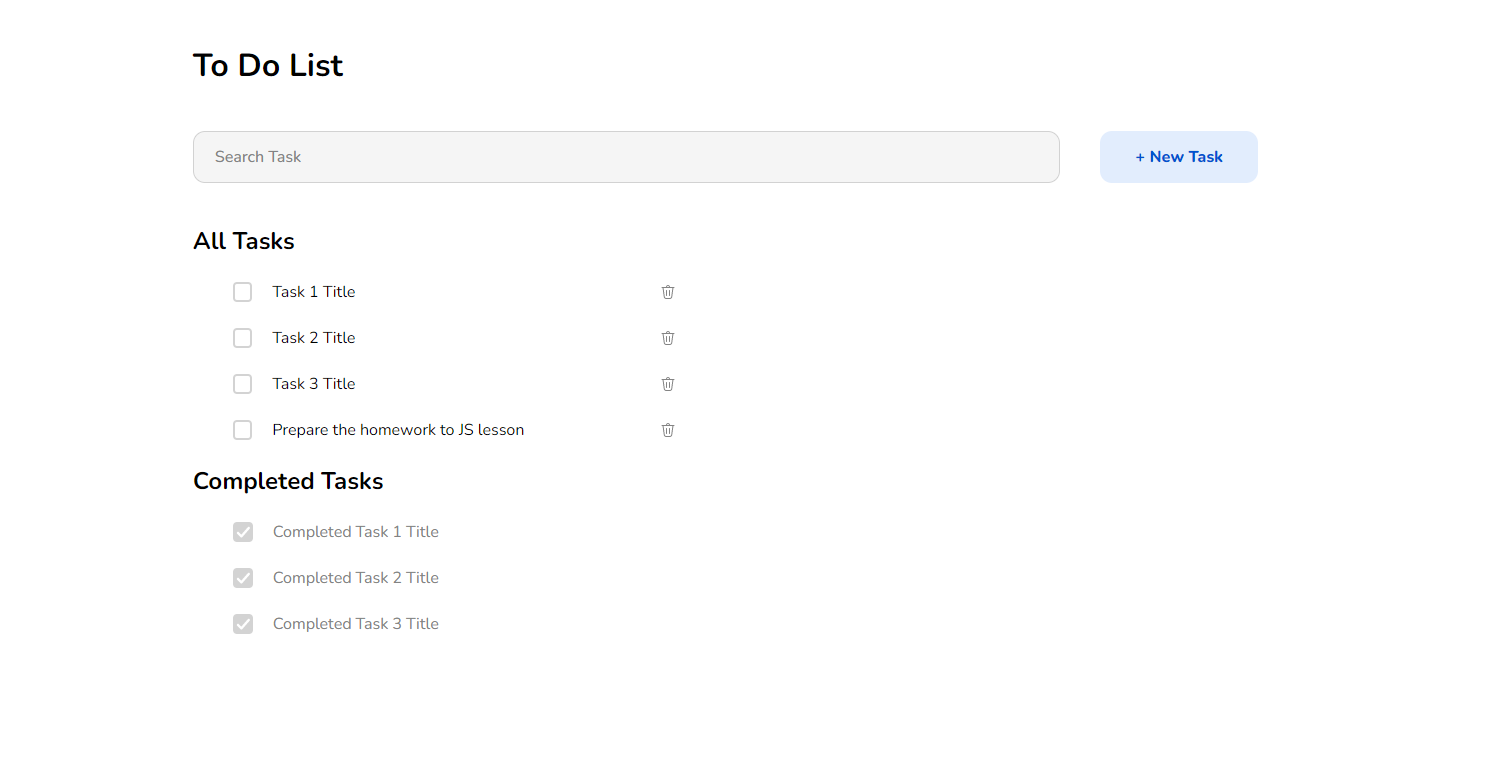 To Do List
Search Task
+ New Task
All Tasks
Task 1 Title
Task 2 Title
Task 3 Title
Prepare the homework to JS lesson
Completed Tasks
Completed Task 1 Title
Completed Task 2 Title
Completed Task 3 Title